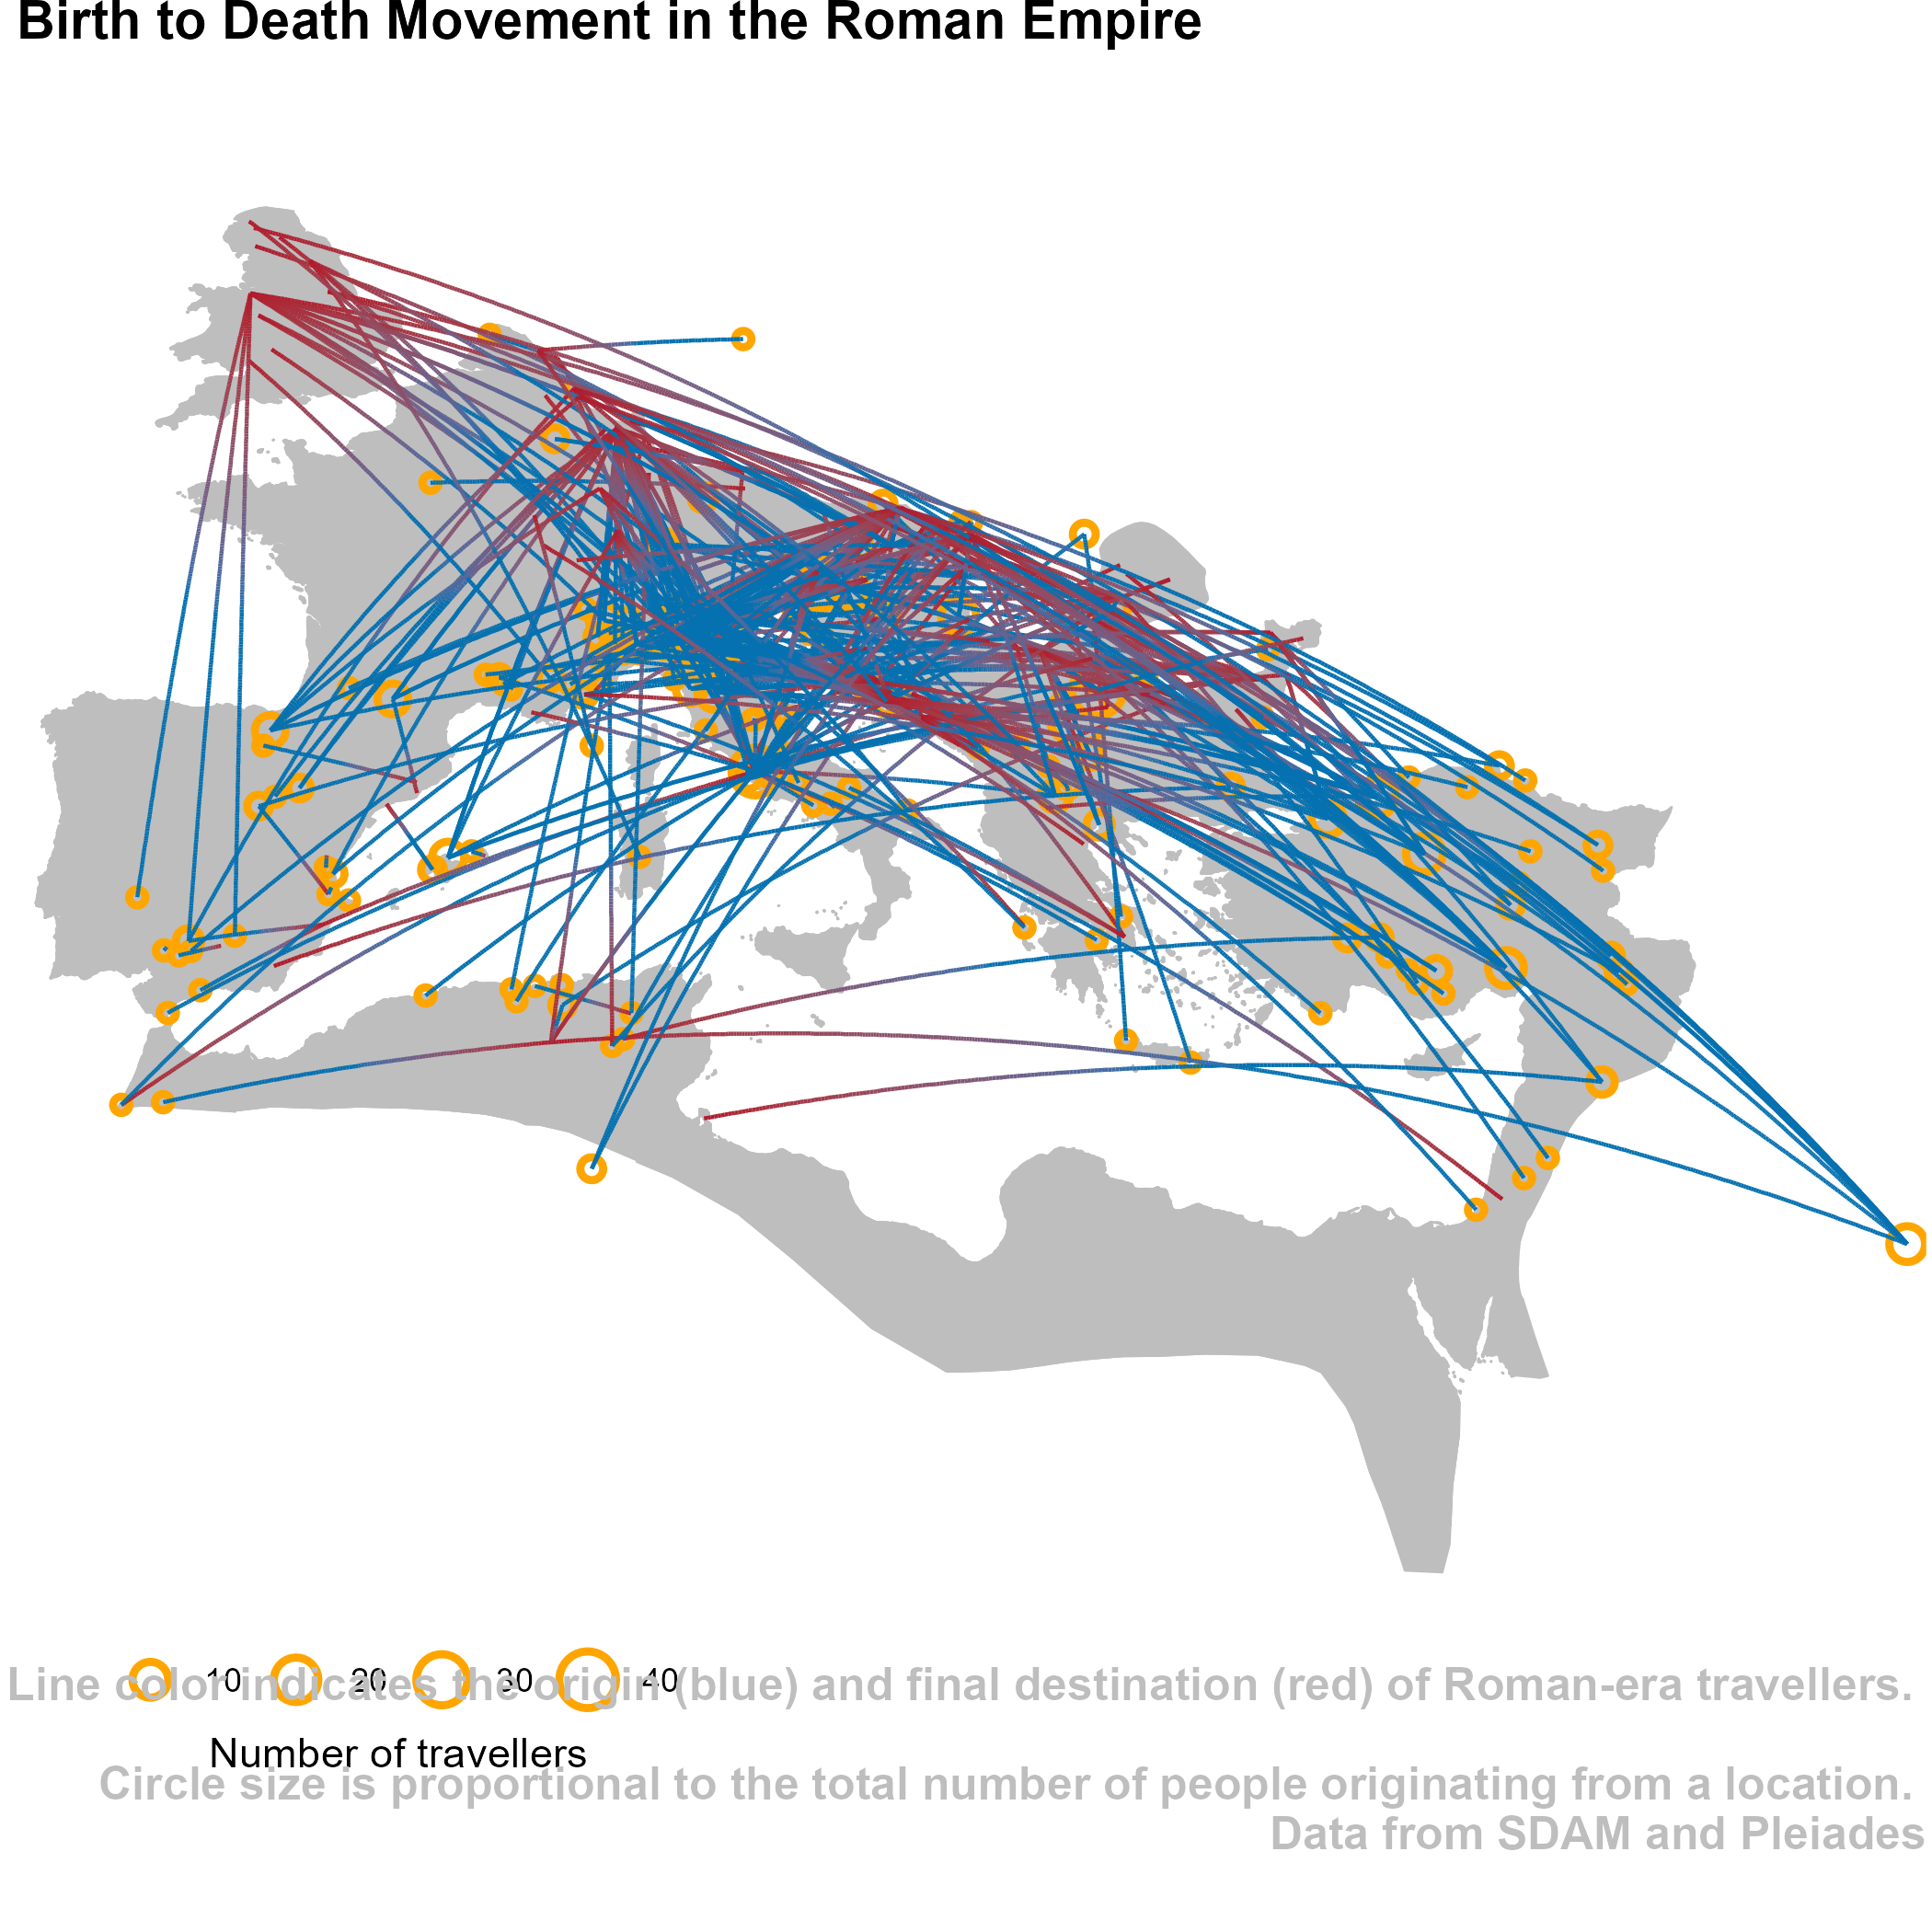 Birth to Death Movement in the Roman Empire
10 20 30 40
Line color indicates the origin (blue) and final destination (red) of Roman-era travellers.
Number of travellers
Circle size is proportional to the total number of people originating from a location.
Data from SDAM and Pleiades